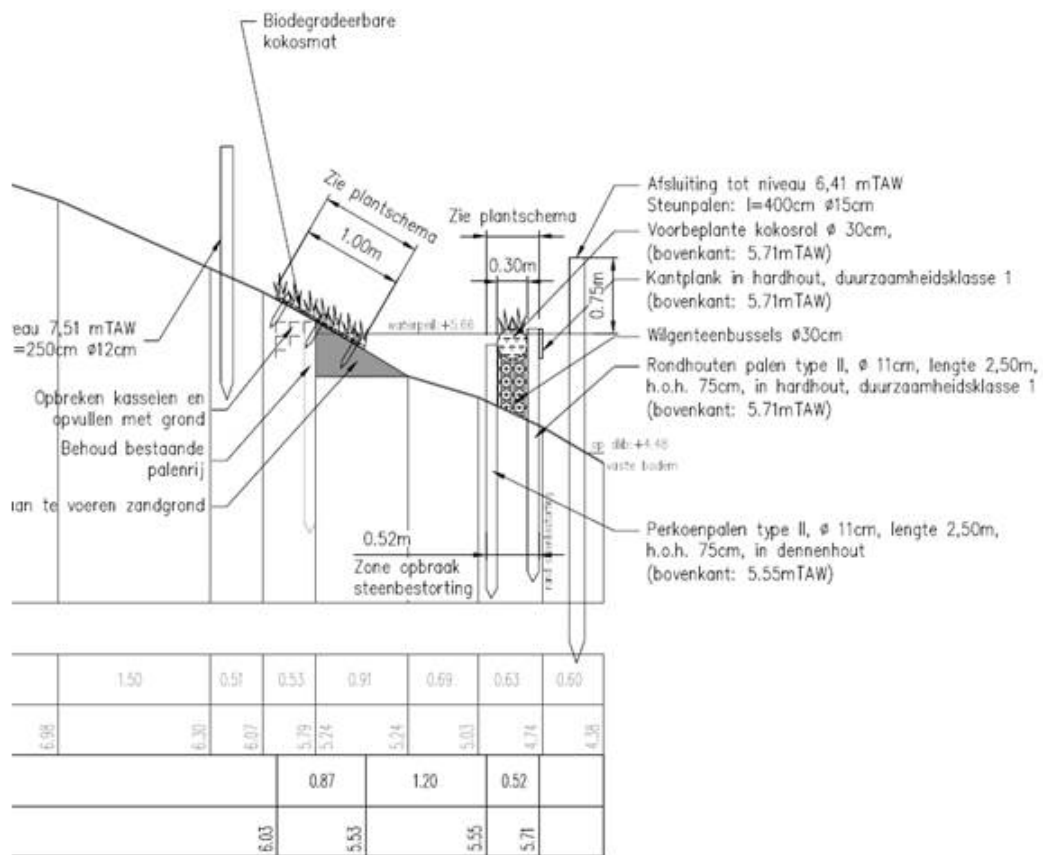 Biodegradeerbare
kokosmat
Zie plantschema
1.00m
Zie plantschema
0.30m
0.75m
Afsluiting tot niveau 6,41 mTAW
Steunpalen: l=400cm ø15cm
Voorbeplante kokosrol ø 30cm,
(bovenkant: 5.71mTAW)
Kantplank in hardhout, duurzaamheidsklasse 1
(bovenkant: 5.71mTAW)
Wilgenteenbussels ø30cm
Rondhouten palen type II, ø 11cm, lengte 2,50m,
h.o.h. 75cm, in hardhout, duurzaamheidsklasse 1
(bovenkant: 5.71mTAW)
waterpeil +5.66
eau 7,51 mTAW
=250cm ø12cm
Opbreken kasseien en
opvullen met grond
Behoud bestaande
palenrij
aan te voeren zandgrond
op slib:+4.48
vaste bodem
0.52m
Zone opbraak
steenbestorting
Perkoenpalen type II, ø 11cm, lengte 2,50m,
h.o.h. 75cm, in dennenhout
(bovenkant: 5.55mTAW)
1.50 0.51 0.53 0.91 0.69 0.63 0.60
6.98 6.30 6.07 5.79 5.24 5.24 5.03 4.74 4.38
0.87 1.20 0.52
6.03 5.53 5.55 5.71